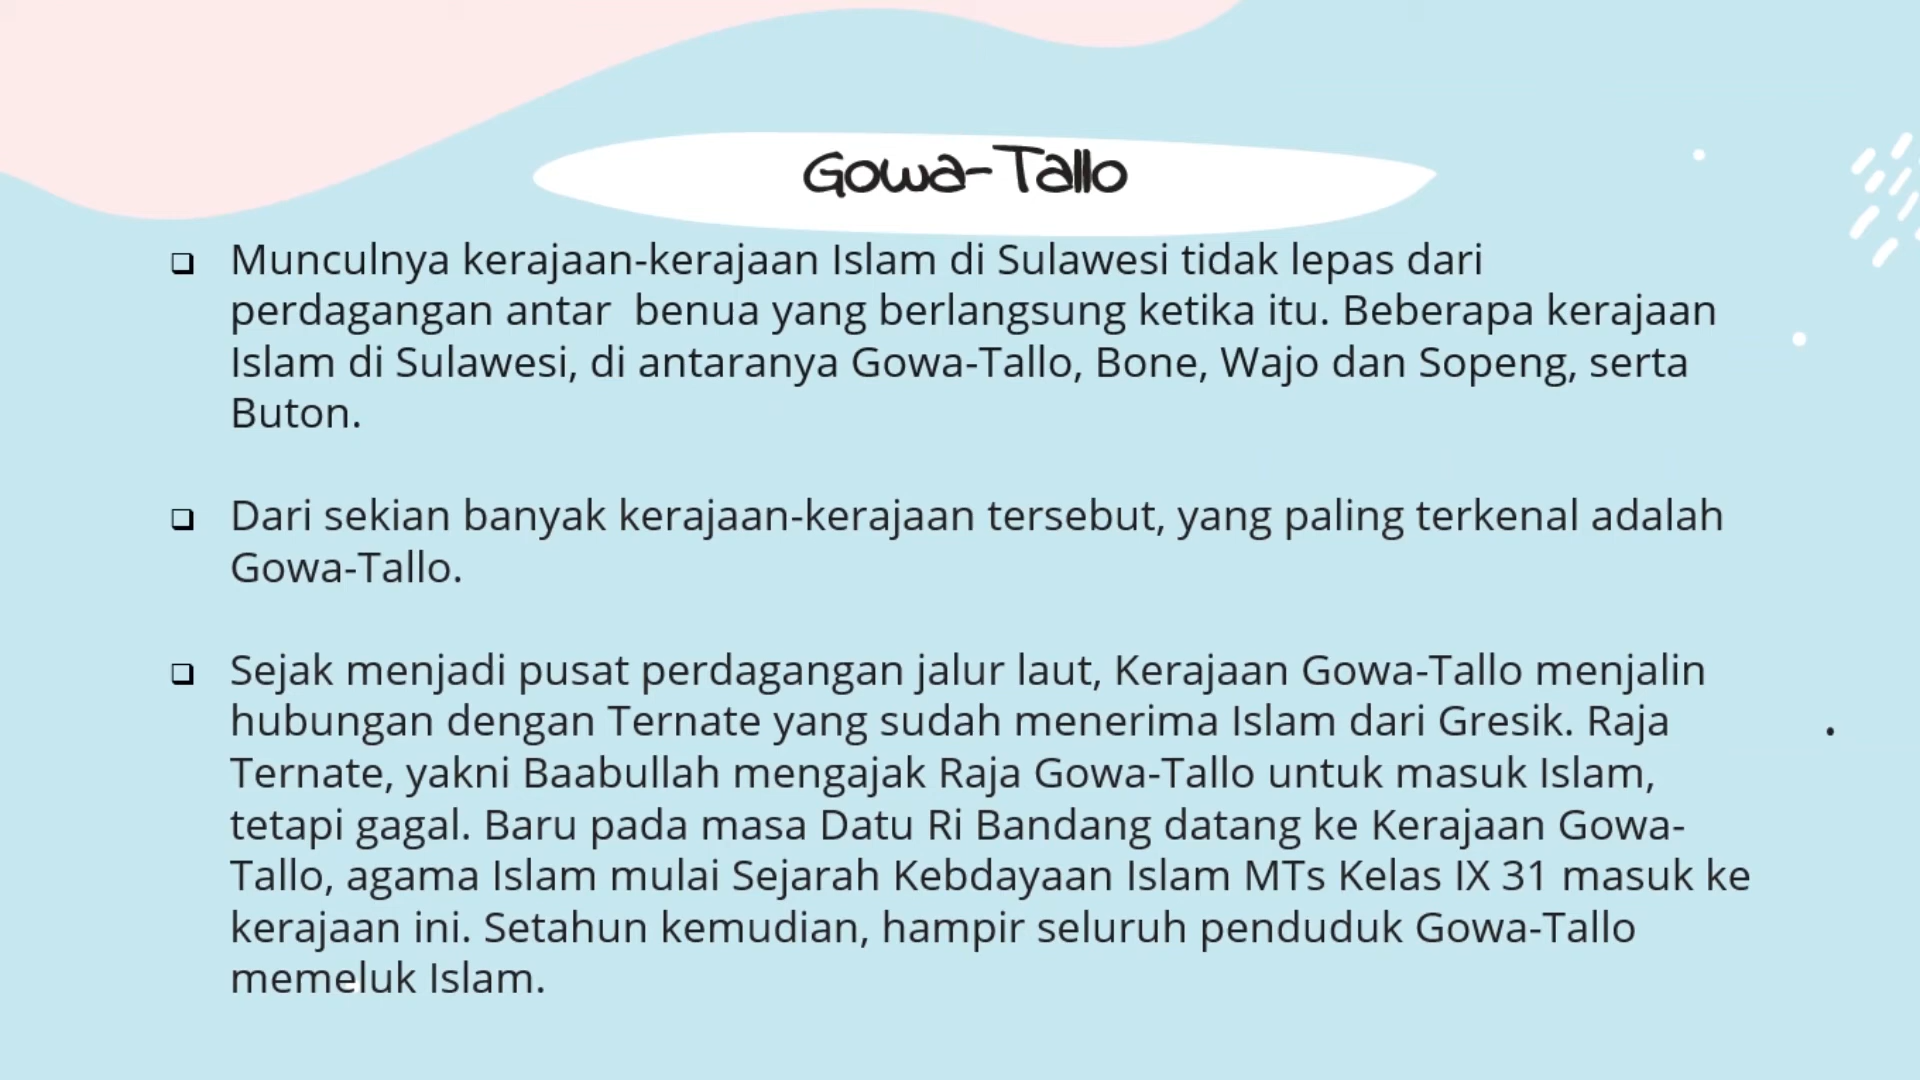 Gowa-Tallo
❑ Munculnya kerajaan-kerajaan Islam di Sulawesi tidak lepas dari
perdagangan antar  benua yang berlangsung ketika itu. Beberapa kerajaan
Islam di Sulawesi, di antaranya Gowa-Tallo, Bone, Wajo dan Sopeng, serta
Buton.
❑ Dari sekian banyak kerajaan-kerajaan tersebut, yang paling terkenal adalah
Gowa-Tallo.
❑ Sejak menjadi pusat perdagangan jalur laut, Kerajaan Gowa-Tallo menjalin
hubungan dengan Ternate yang sudah menerima Islam dari Gresik. Raja
Ternate, yakni Baabullah mengajak Raja Gowa-Tallo untuk masuk Islam,
tetapi gagal. Baru pada masa Datu Ri Bandang datang ke Kerajaan Gowa-
Tallo, agama Islam mulai Sejarah Kebdayaan Islam MTs Kelas IX 31 masuk ke
kerajaan ini. Setahun kemudian, hampir seluruh penduduk Gowa-Tallo
memeluk Islam.